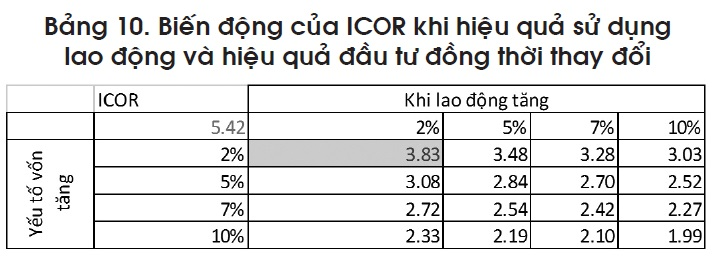 Bảng 10. Biến động của ICOR khi hiệu quả sử dụng
lao động và hiệu quả đầu tư đồng thời thay đổi
ICOR Khi lao động tăng
5.42 2% 5% 7% 10%
Yếu tố vốn
tăng
2% 3.83 3.48 3.28 3.03
5% 3.08 2.84 2.70 2.52
7% 2.72 2.54 2.42 2.27
10% 2.33 2.19 2.10 1.99